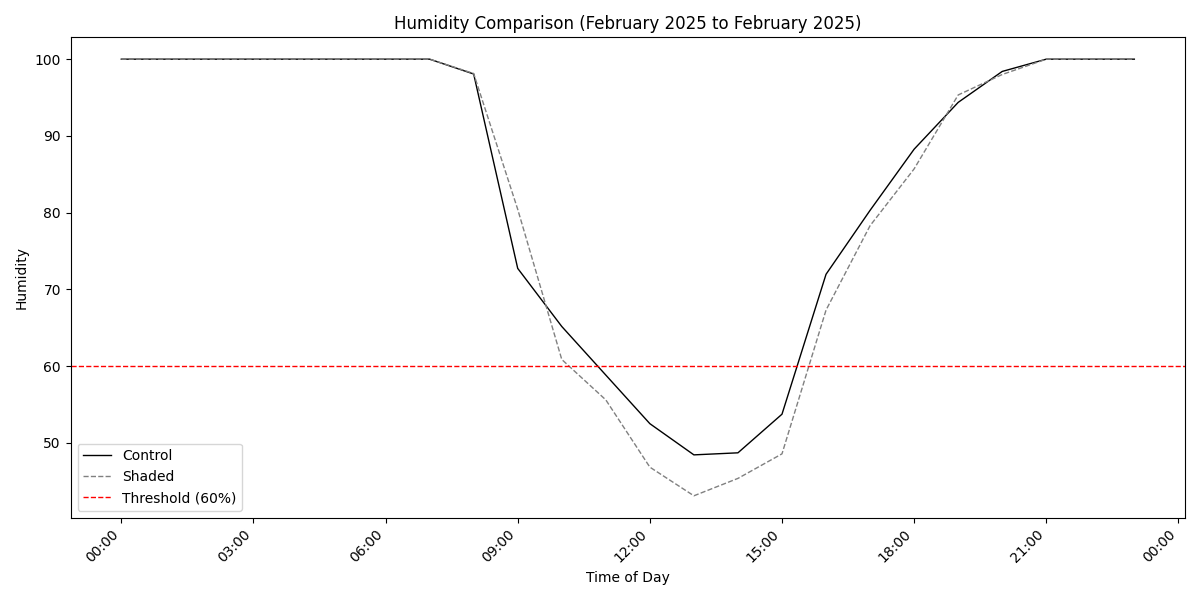 Humidity Comparison (February 2025 to February 2025)
100
90
80
70
60
50
Humidity
Control
Shaded
Threshold (60%)
00:00
03:00
06:00
09:00
12:00
15:00
18:00
21:00
00:00
Time of Day